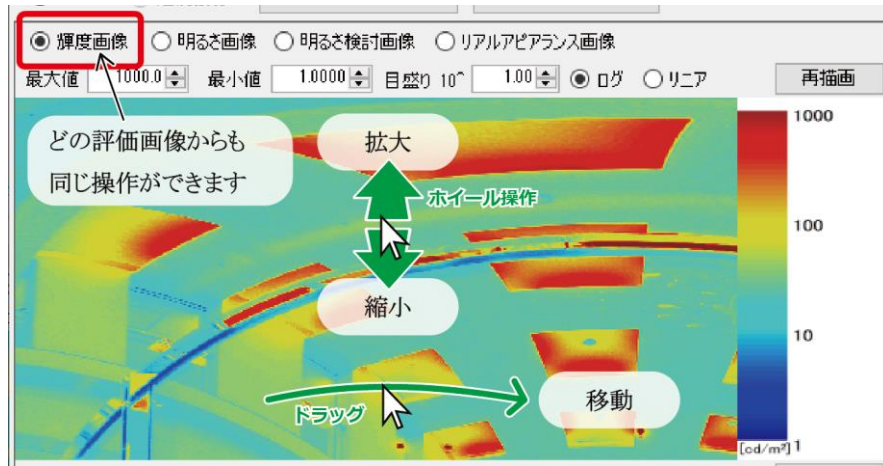 輝度画像 明るさ画像 明るさ検討画像 リアルアピアランス画像
最大値 1000.0 最小値 1.0000 目盛り 10^ 1.00 ログ リニア 再描画
どの評価画像からも
同じ操作ができます
拡大
ホイール操作
縮小
ドラッグ
移動
1000
100
10
1
[cd/m²]